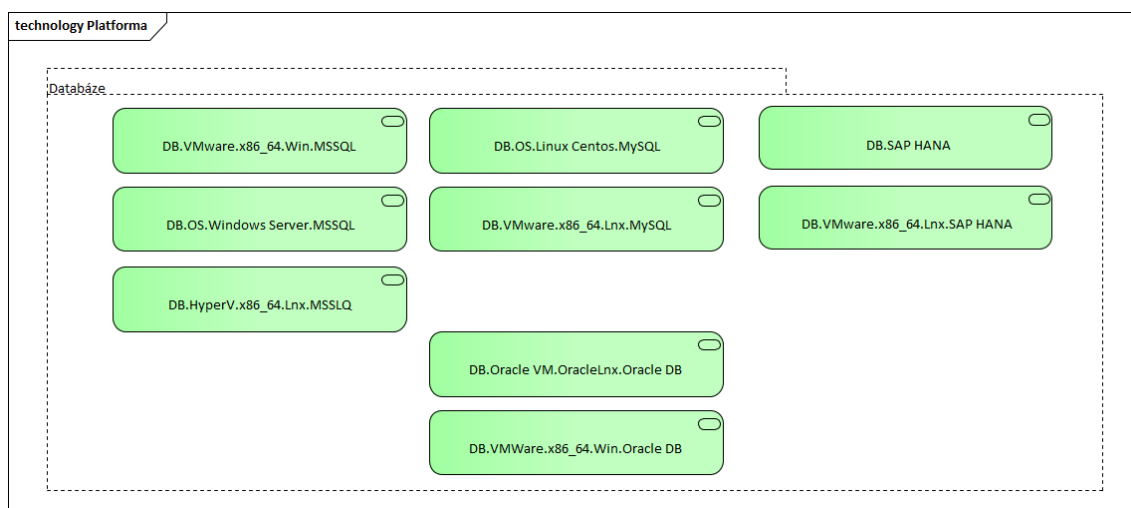 technology Platforma
Databáze
DB.VMware.x86_64.Win.MSSQL
DB.OS.Linux Centos.MySQL
DB.SAP HANA
DB.OS.Windows Server.MSSQL
DB.VMware.x86_64.Lnx.MySQL
DB.VMware.x86_64.Lnx.SAP HANA
DB.HyperV.x86_64.Lnx.MSSLQ
DB.Oracle VM.OracleLnx.Oracle DB
DB.VMWare.x86_64.Win.Oracle DB